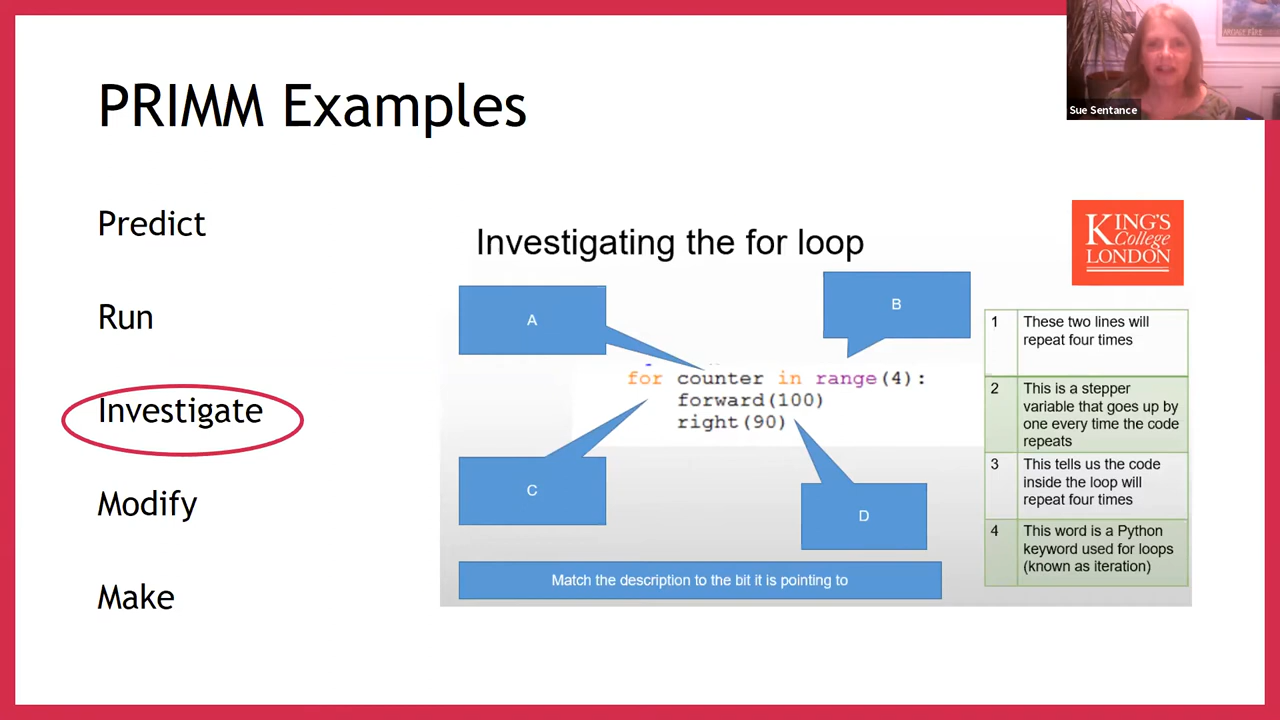 PRIMM Examples
Sue Sentance
Predict
Run
Investigate
Modify
Make
Investigating the for loop
KING'S
College
LONDON
A
B
for counter in range(4):
forward(100)
right(90)
C
D
Match the description to the bit it is pointing to
1
These two lines will
repeat four times
2
This is a stepper
variable that goes up by
one every time the code
repeats
3
This tells us the code
inside the loop will
repeat four times
4
This word is a Python
keyword used for loops
(known as iteration)